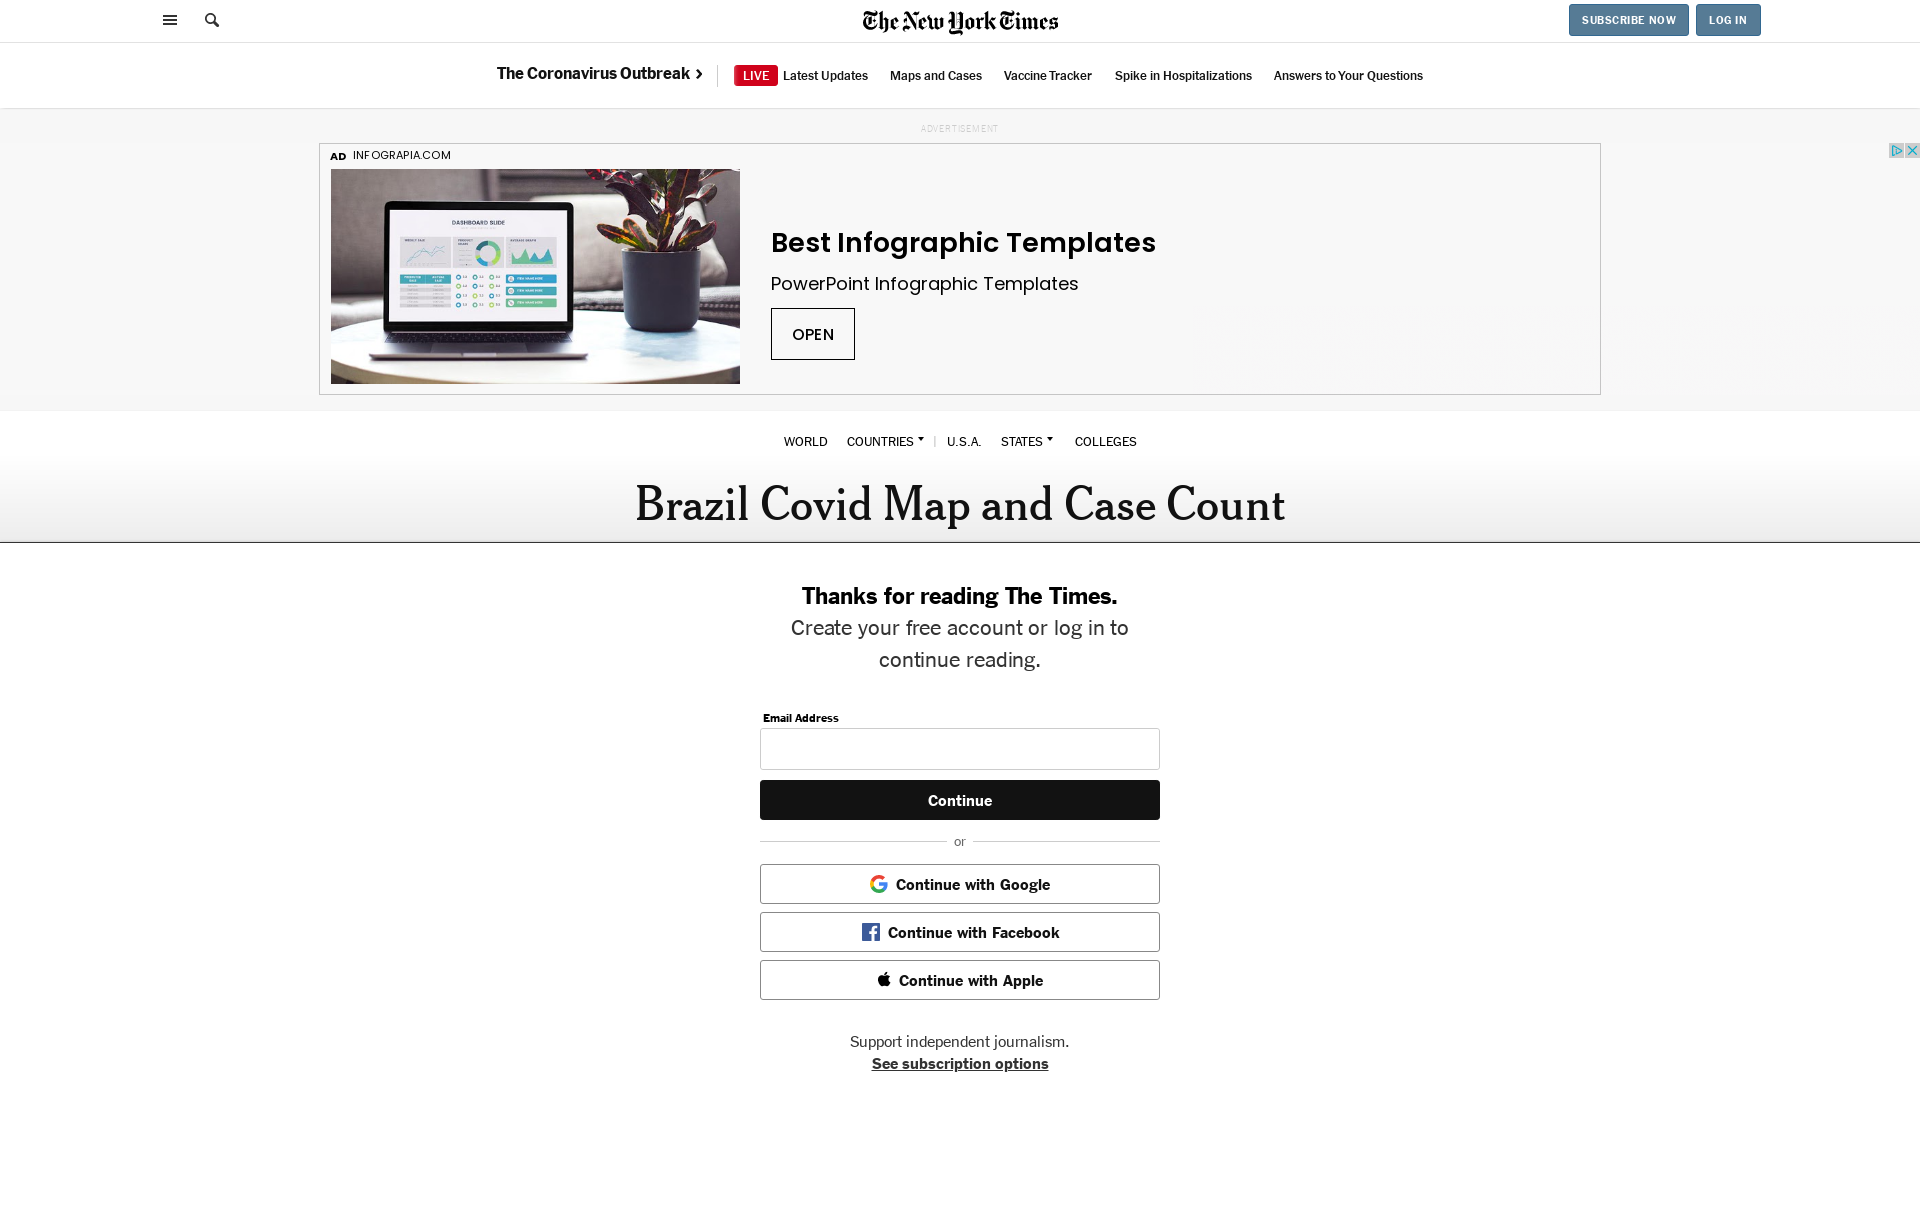 The New York Times
SUBSCRIBE NOW
LOG IN
The Coronavirus Outbreak
LIVE Latest Updates
Maps and Cases
Vaccine Tracker
Spike in Hospitalizations
Answers to Your Questions
ADVERTISEMENT
AD INFOGRAPIA.COM
DASHBOARD SLIDE
Best Infographic Templates
PowerPoint Infographic Templates
OPEN
WORLD
COUNTRIES
U.S.A.
STATES
COLLEGES
Brazil Covid Map and Case Count
Thanks for reading The Times.
Create your free account or log in to
continue reading.
Email Address
Continue
or
Continue with Google
Continue with Facebook
Continue with Apple
Support independent journalism.
See subscription options